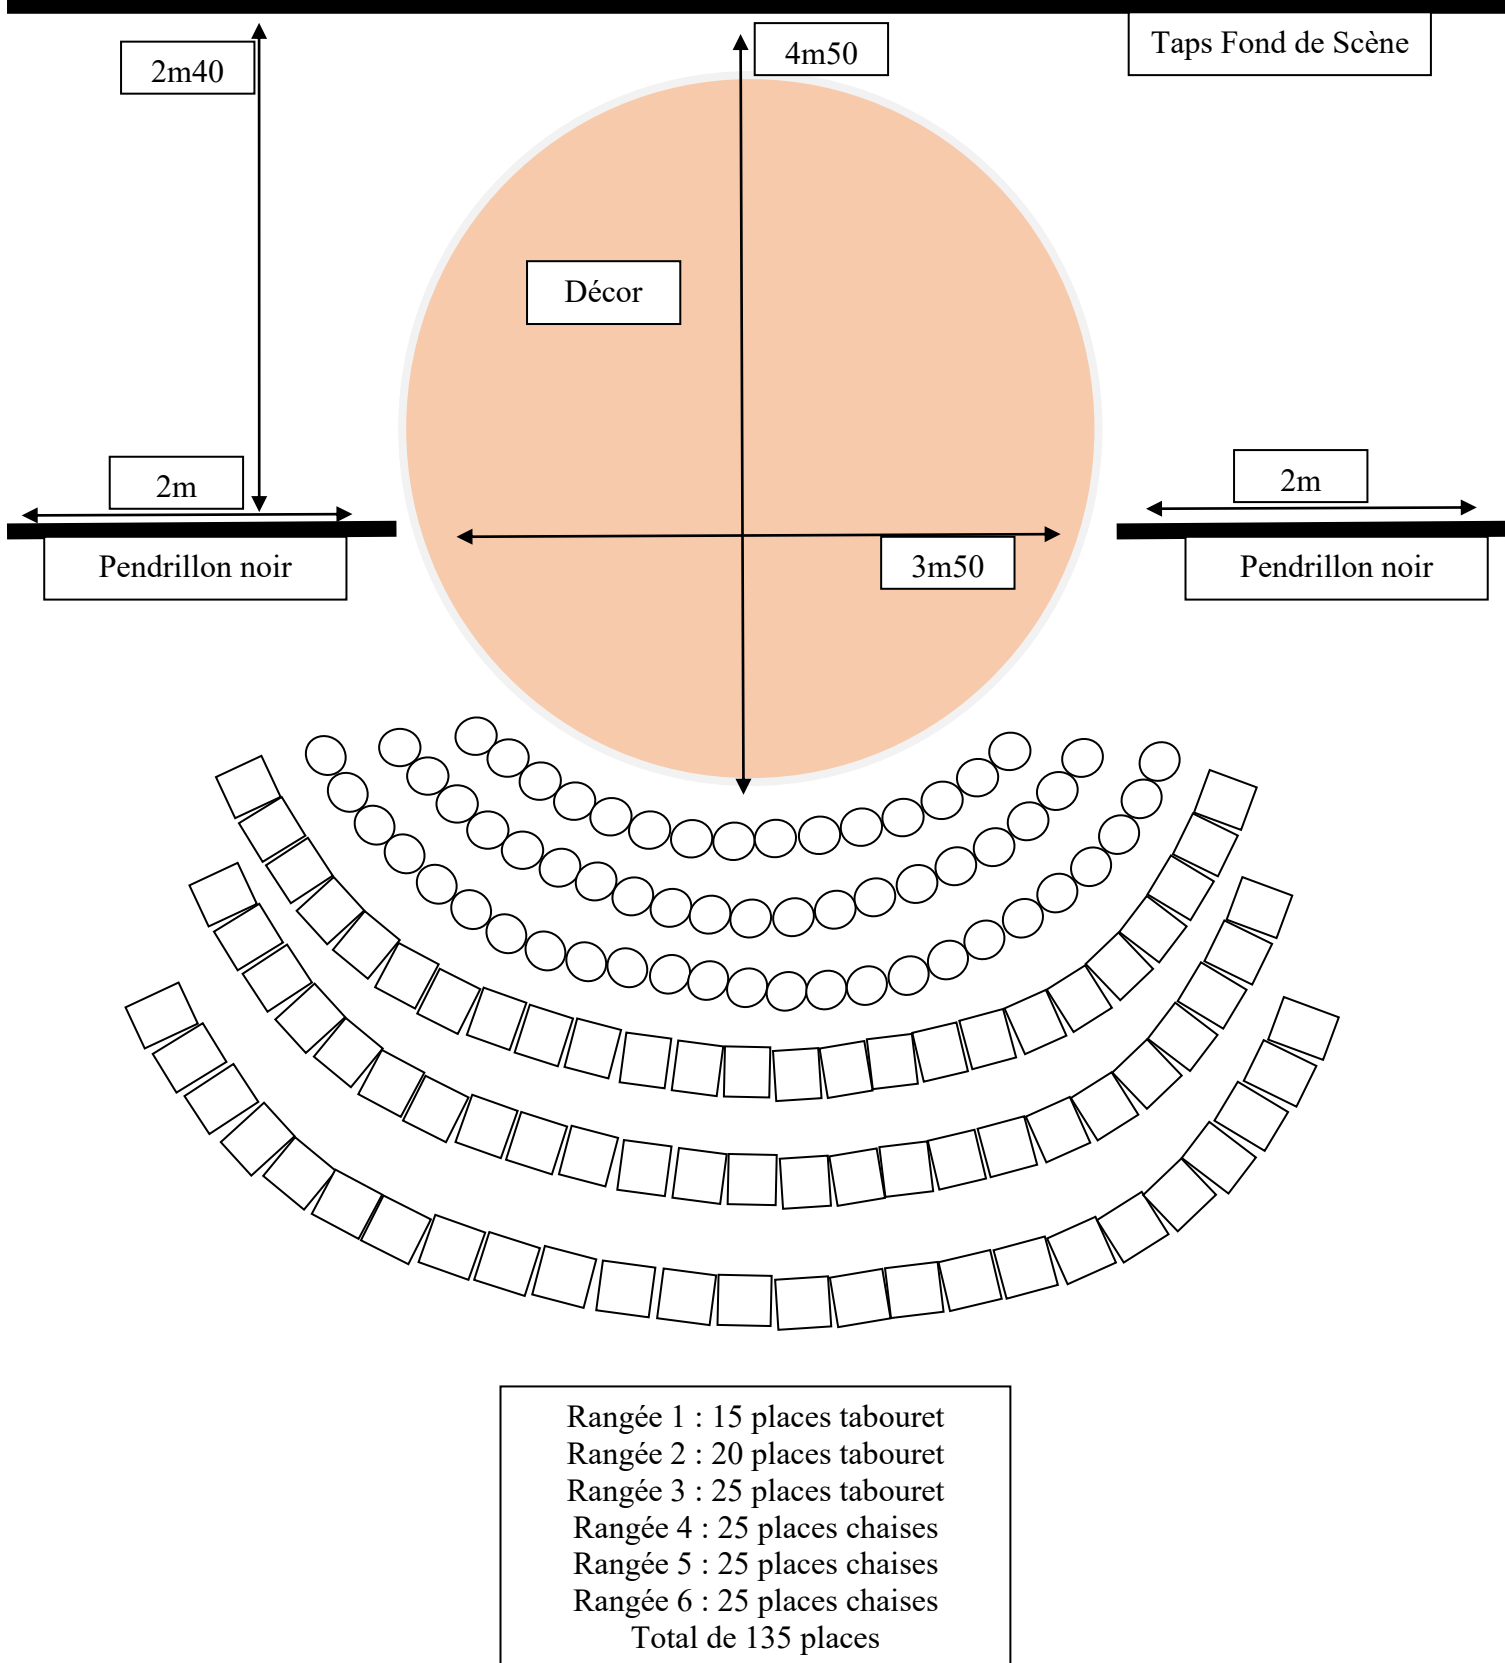 Taps Fond de Scène
4m50
2m40
Décor
2m
2m
3m50
Pendrillon noir
Pendrillon noir
Rangée 1 : 15 places tabouret
Rangée 2 : 20 places tabouret
Rangée 3 : 25 places tabouret
Rangée 4 : 25 places chaises
Rangée 5 : 25 places chaises
Rangée 6 : 25 places chaises
Total de 135 places